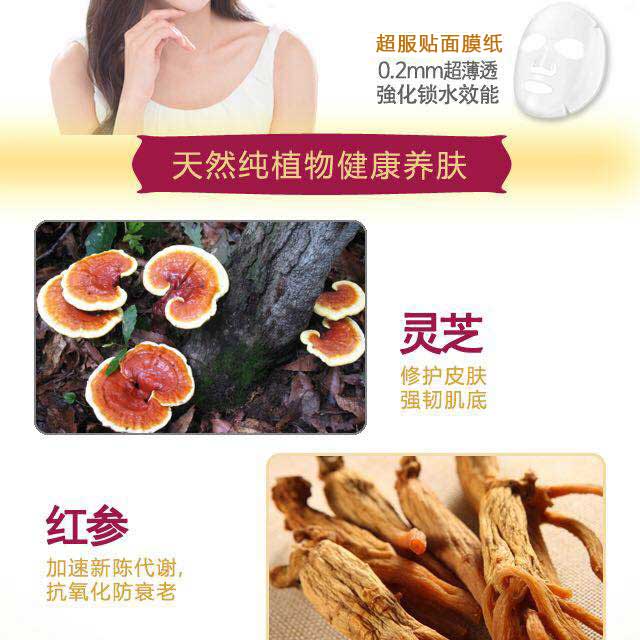 超服贴面膜纸
0.2mm超薄透
強化锁水效能
天然纯植物健康养肤
灵芝
修护皮肤
强韧肌底
红参
加速新陈代谢,
抗氧化防衰老